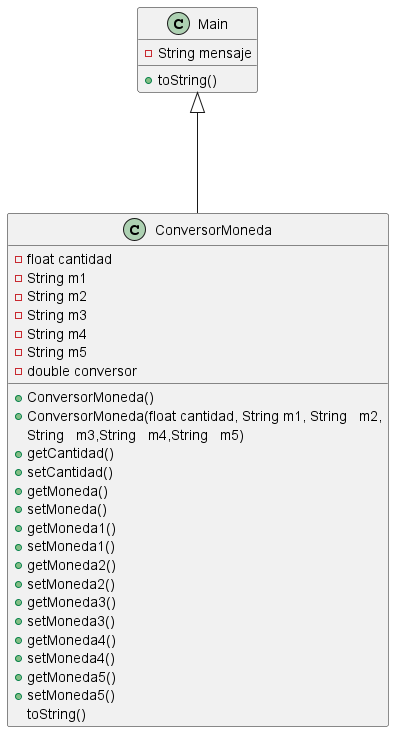 C Main
String mensaje
toString()
C ConversorMoneda
float cantidad
String m1
String m2
String m3
String m4
String m5
double conversor
ConversorMoneda()
ConversorMoneda(float cantidad, String m1, String m2,
String m3,String m4,String m5)
getCantidad()
setCantidad()
getMoneda()
setMoneda()
getMoneda1()
setMoneda1()
getMoneda2()
setMoneda2()
getMoneda3()
setMoneda3()
getMoneda4()
setMoneda4()
getMoneda5()
setMoneda5()
toString()